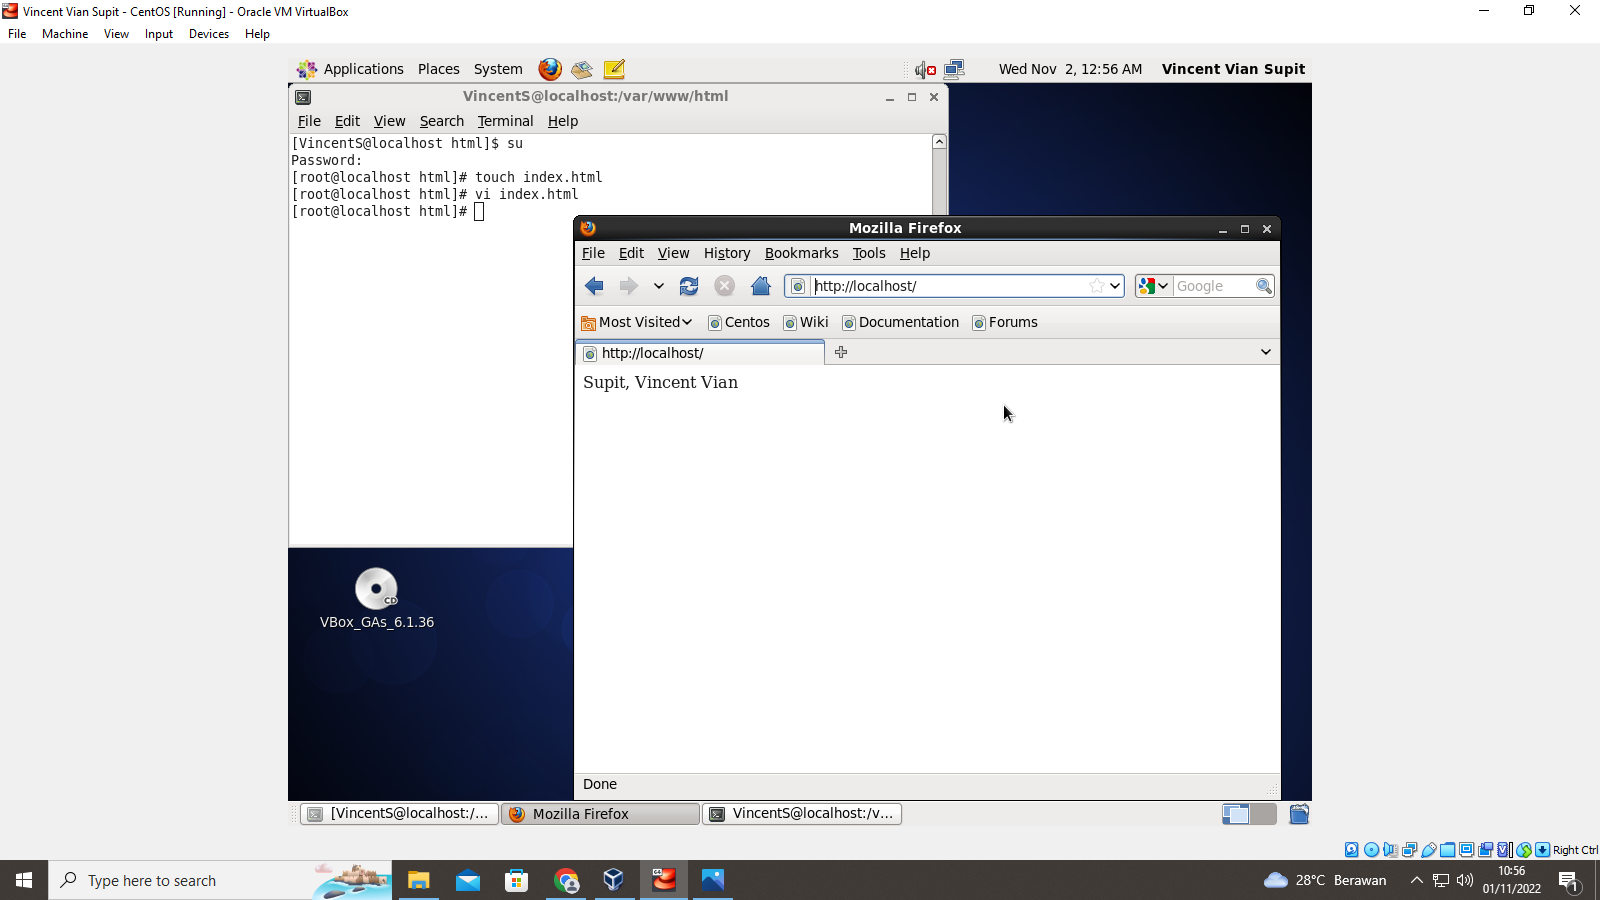 Vincent Vian Supit - CentOS [Running] - Oracle VM VirtualBox
File Machine View Input Devices Help
Applications Places System Wed Nov 2, 12:56 AM Vincent Vian Supit
VincentS@localhost:/var/www/html
File Edit View Search Terminal Help
[VincentS@localhost html]$ su
Password:
[root@localhost html]# touch index.html
[root@localhost html]# vi index.html
[root@localhost html]#
Mozilla Firefox
File Edit View History Bookmarks Tools Help
http://localhost/ Google
Most Visited Centos Wiki Documentation Forums
http://localhost/
Supit, Vincent Vian
CD
VBox_GAs_6.1.36
Done
[VincentS@localhost:/... Mozilla Firefox VincentS@localhost:/v...
Right Ctrl
Type here to search 28°C Berawan 10:56
01/11/2022
1